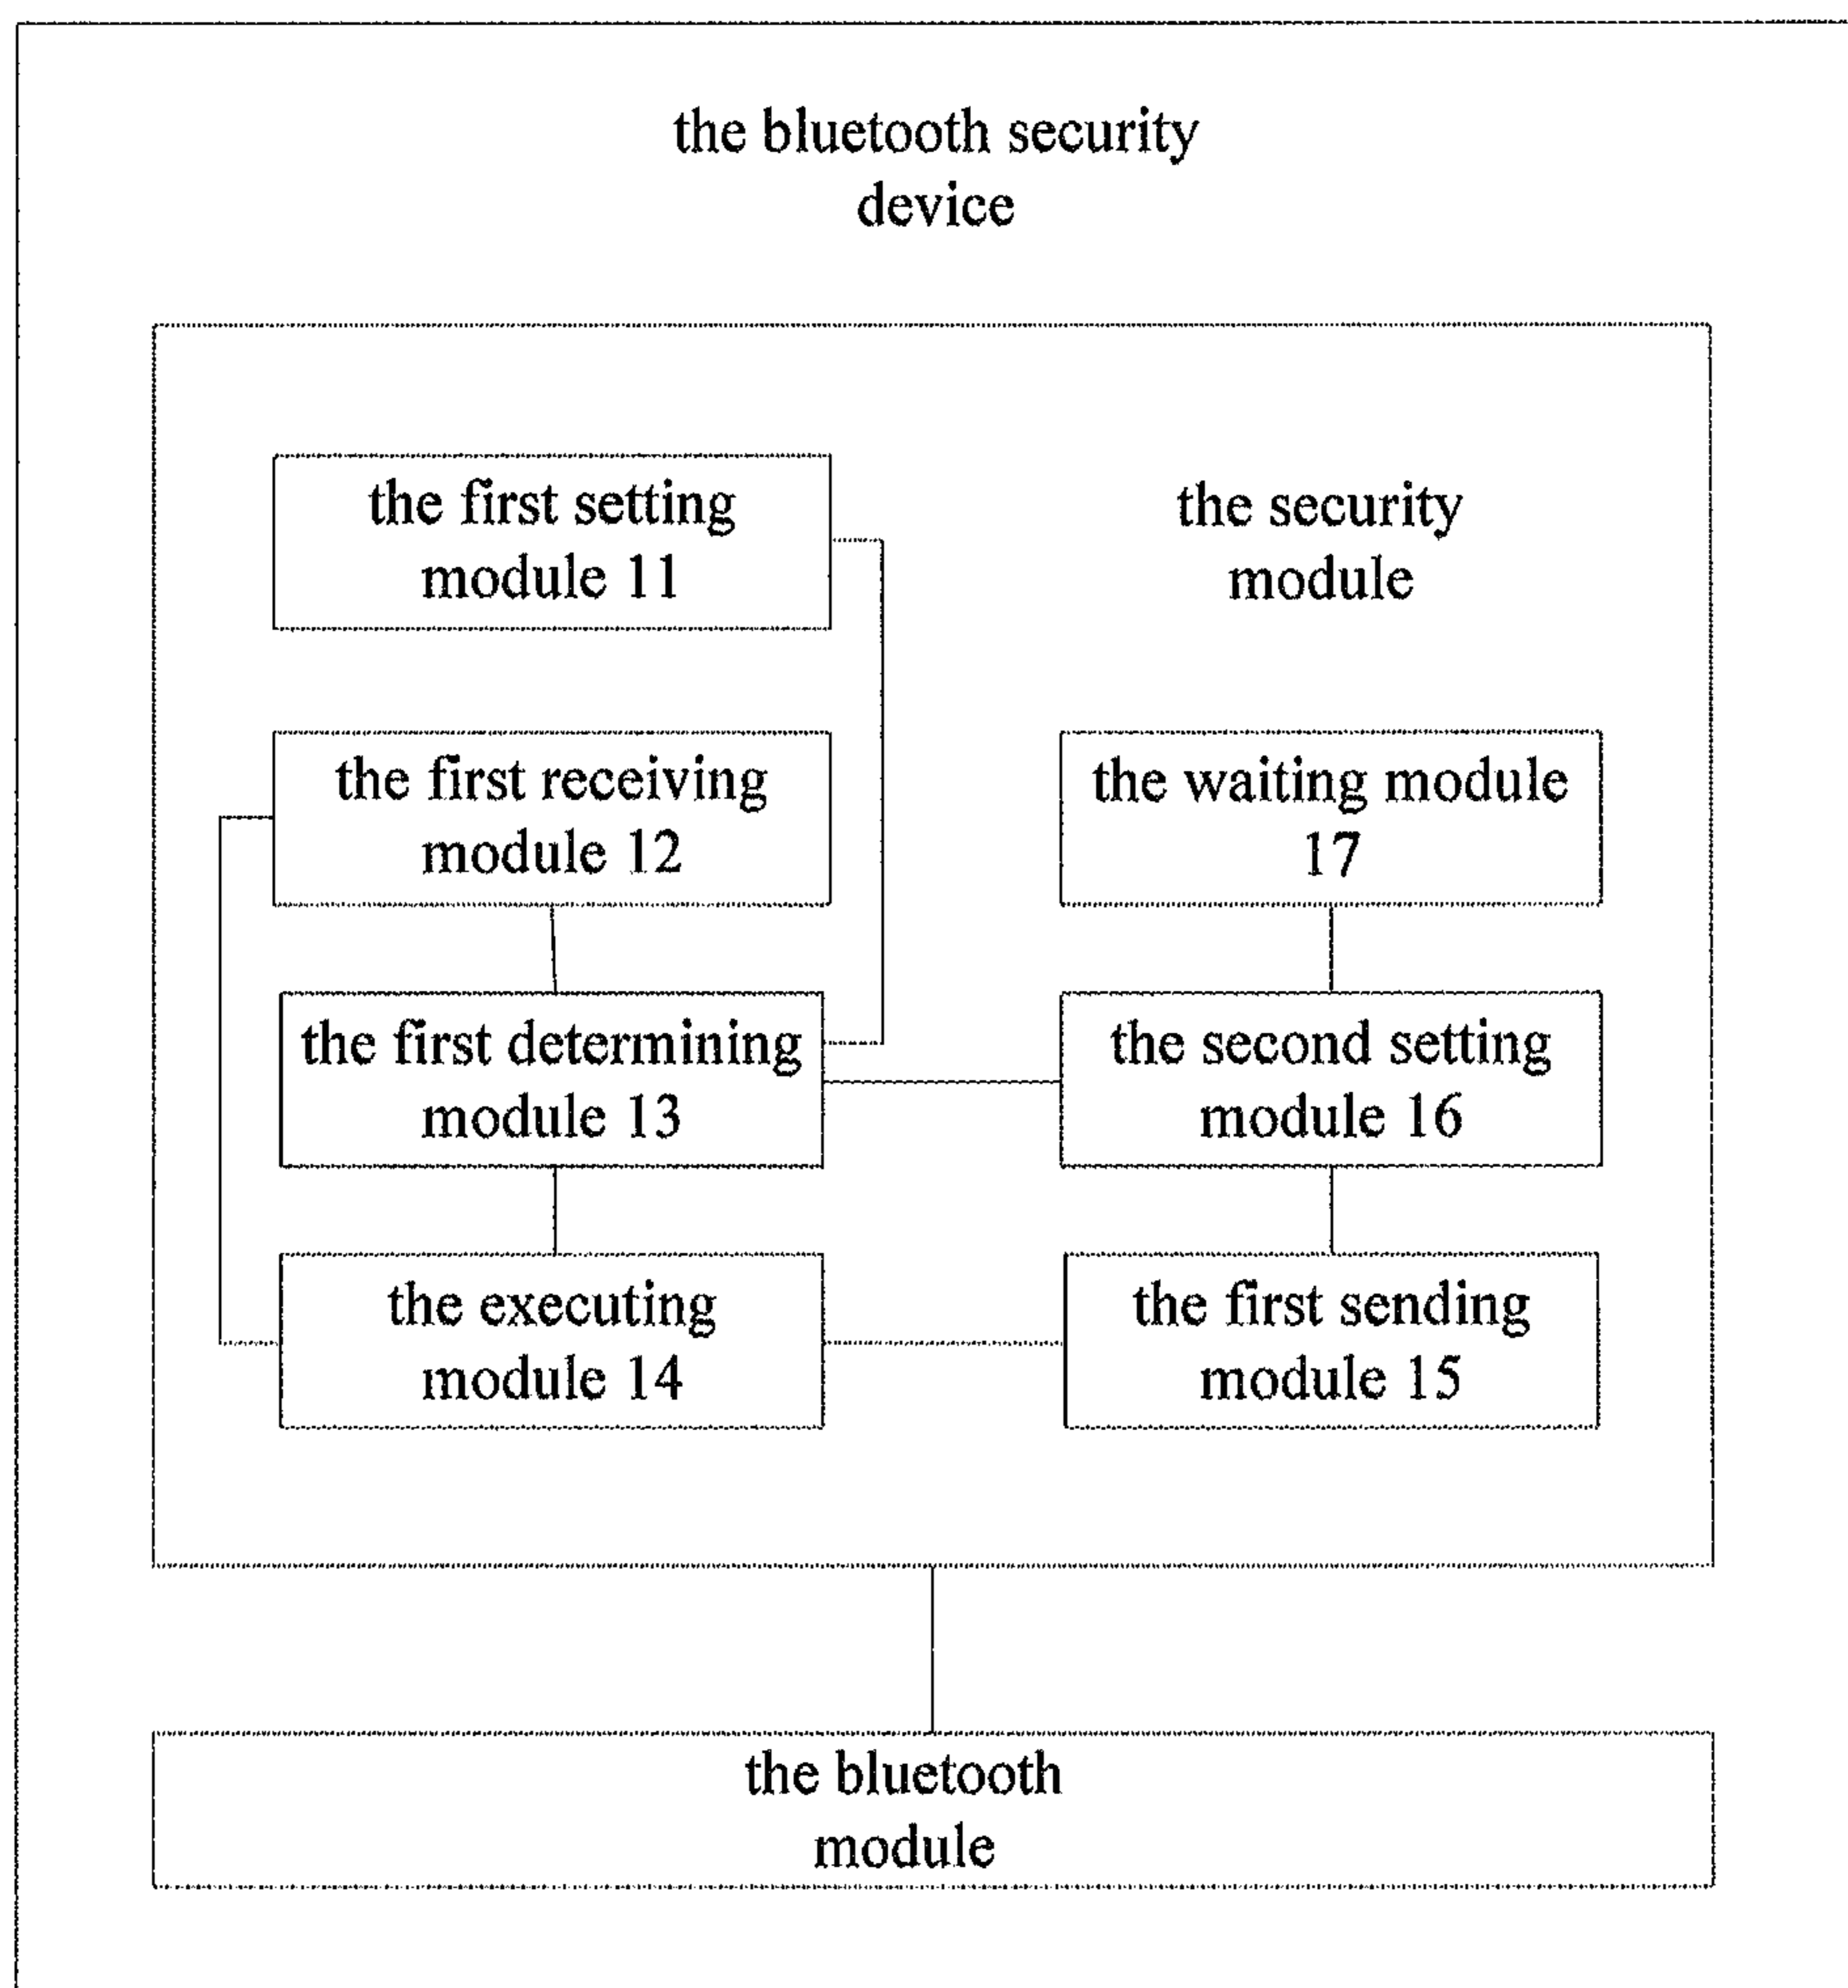 the bluetooth security
device
the first setting
module 11
the security
module
the first receiving
module 12
the waiting module
17
the first determining
module 13
the second setting
module 16
the executing
module 14
the first sending
module 15
the bluetooth
module